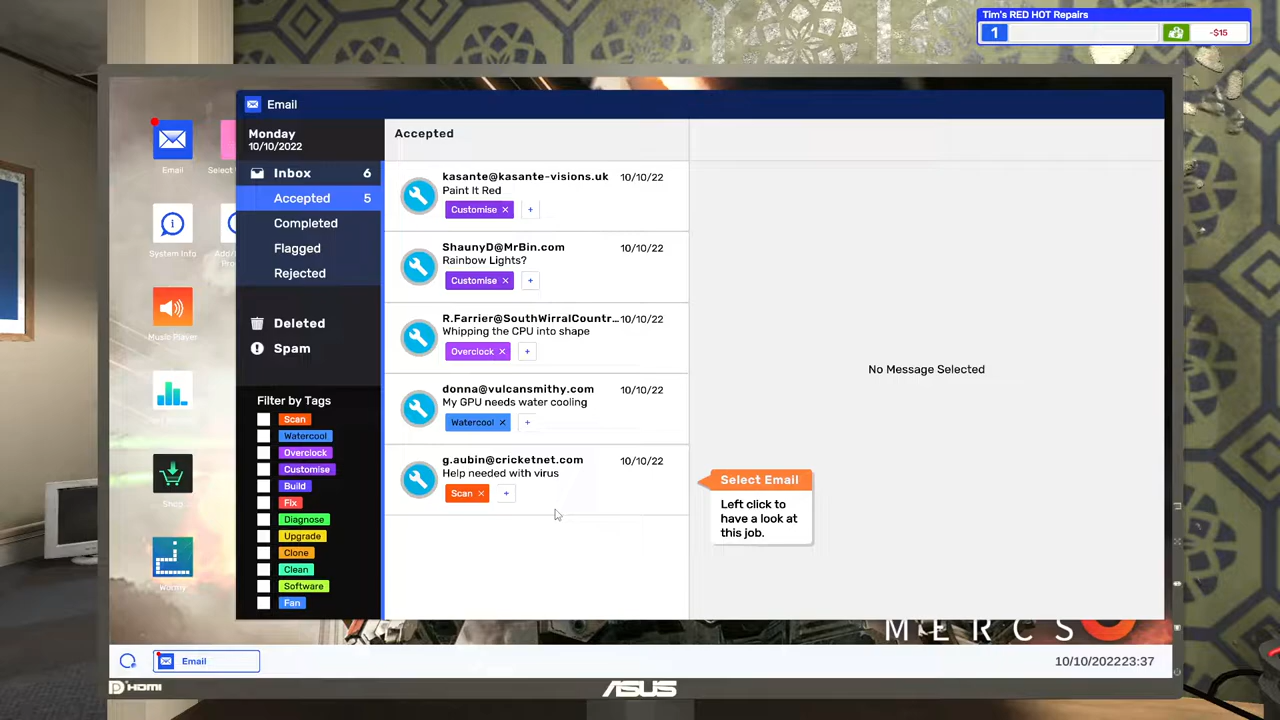 Tim's RED HOT Repairs
1
-$15
Email
Email
Select
System Info
Add/
Music Player
Shop
Email
Monday
10/10/2022
Inbox 6
Accepted 5
Completed
Flagged
Rejected
Deleted
Spam
Filter by Tags
Scan
Watercool
Overclock
Customise
Build
Fix
Diagnose
Upgrade
Clone
Clean
Software
Fan
Accepted
kasante@kasante-visions.uk 10/10/22
Paint It Red
Customise × +
ShaunyD@MrBin.com 10/10/22
Rainbow Lights?
Customise × +
R.Farrier@SouthWirralCountr... 10/10/22
Whipping the CPU into shape
Overclock × +
donna@vulcansmithy.com 10/10/22
My GPU needs water cooling
Watercool × +
g.aubin@cricketnet.com 10/10/22
Help needed with virus
Scan × +
No Message Selected
Select Email
Left click to
have a look at
this job.
MERCS
Email
10/10/2022 23:37
HDMI
ASUS